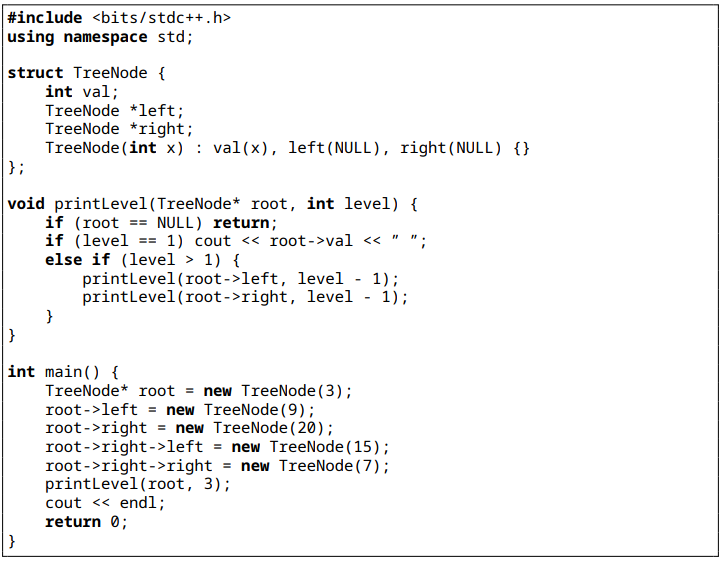 #include <bits/stdc++.h>
using namespace std;

struct TreeNode {
    int val;
    TreeNode *left;
    TreeNode *right;
    TreeNode(int x) : val(x), left(NULL), right(NULL) {}
};

void printLevel(TreeNode* root, int level) {
    if (root == NULL) return;
    if (level == 1) cout << root->val << ” ”;
    else if (level > 1) {
        printLevel(root->left, level - 1);
        printLevel(root->right, level - 1);
    }
}

int main() {
    TreeNode* root = new TreeNode(3);
    root->left = new TreeNode(9);
    root->right = new TreeNode(20);
    root->right->left = new TreeNode(15);
    root->right->right = new TreeNode(7);
    printLevel(root, 3);
    cout << endl;
    return 0;
}